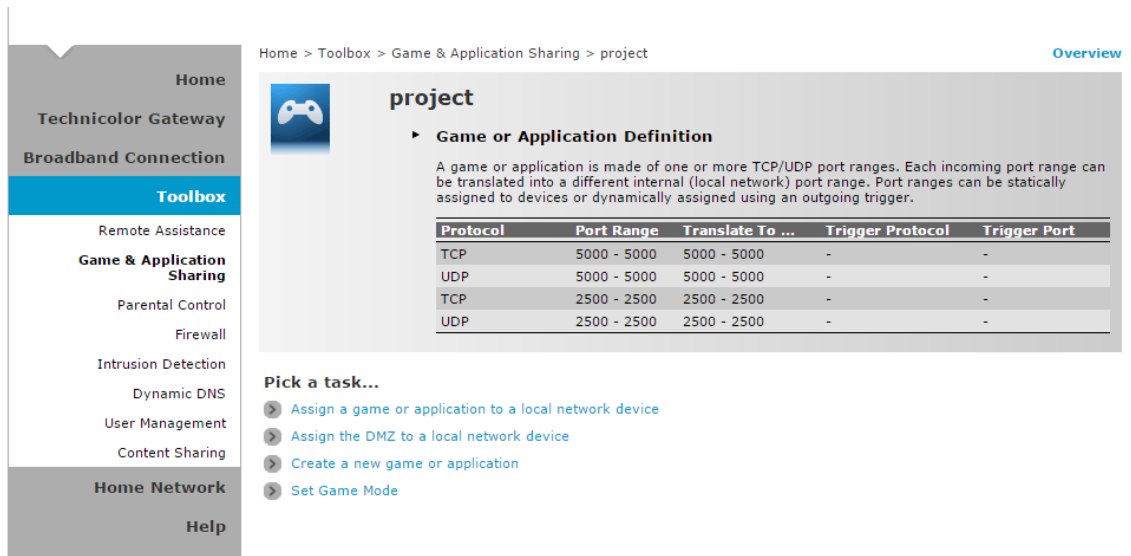 Home > Toolbox > Game & Application Sharing > project
Overview
Home
Technicolor Gateway
Broadband Connection
Toolbox
Remote Assistance
Game & Application
Sharing
Parental Control
Firewall
Intrusion Detection
Dynamic DNS
User Management
Content Sharing
Home Network
Help
project
Game or Application Definition
A game or application is made of one or more TCP/UDP port ranges. Each incoming port range can
be translated into a different internal (local network) port range. Port ranges can be statically
assigned to devices or dynamically assigned using an outgoing trigger.
Protocol Port Range Translate To ... Trigger Protocol Trigger Port
TCP 5000 - 5000 5000 - 5000 - -
UDP 5000 - 5000 5000 - 5000 - -
TCP 2500 - 2500 2500 - 2500 - -
UDP 2500 - 2500 2500 - 2500 - -
Pick a task...
Assign a game or application to a local network device
Assign the DMZ to a local network device
Create a new game or application
Set Game Mode